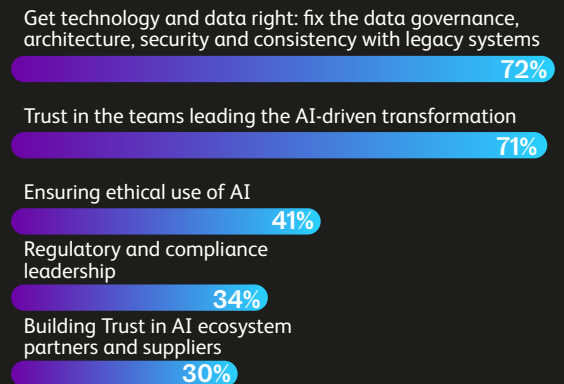 Get technology and data right: fix the data governance,
architecture, security and consistency with legacy systems
72%
Trust in the teams leading the AI-driven transformation
71%
Ensuring ethical use of AI
41%
Regulatory and compliance
leadership
34%
Building Trust in AI ecosystem
partners and suppliers
30%